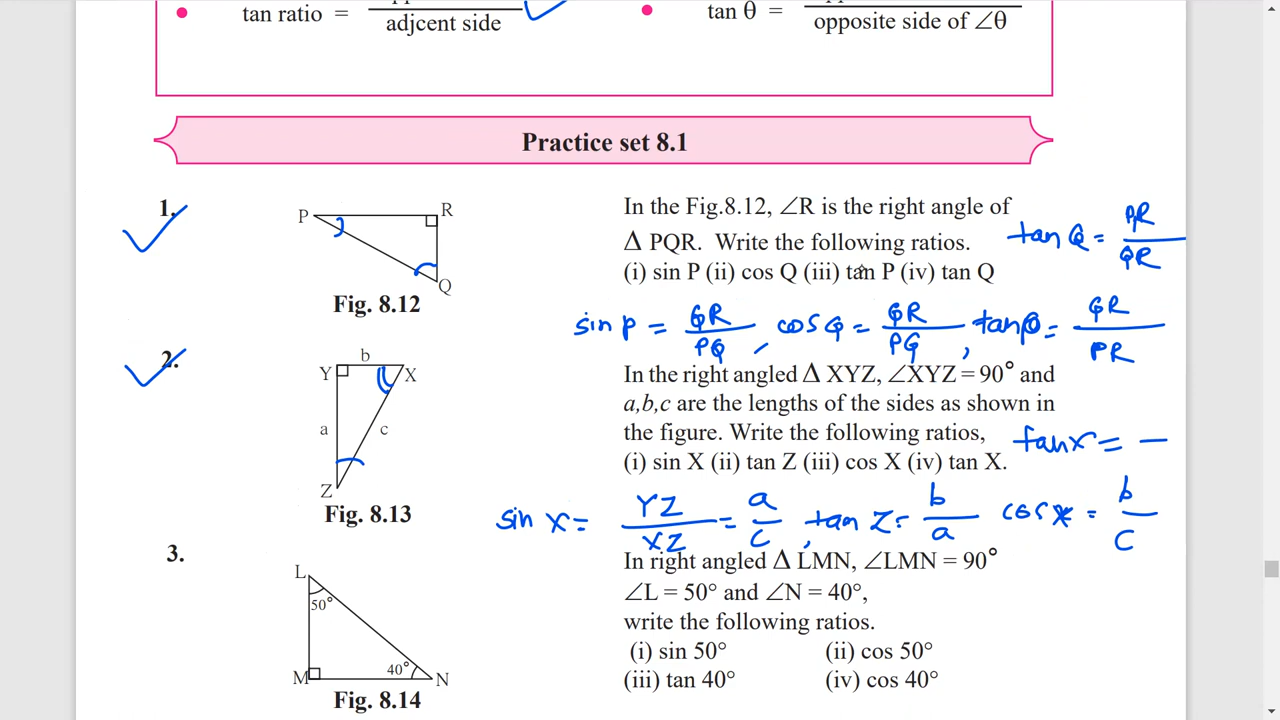 tan ratio =
adjcent side
tan θ =
opposite side of ∠θ
Practice set 8.1
1.
P
R
Q
Fig. 8.12
In the Fig.8.12, ∠R is the right angle of
Δ PQR. Write the following ratios.
(i) sin P (ii) cos Q (iii) tan P (iv) tan Q
tan Q = PR/QR
sin P = QR/PQ , cos Q = QR/PQ , tan P = QR/PR
2.
b
Y
X
a
c
Z
Fig. 8.13
In the right angled Δ XYZ, ∠XYZ = 90° and
a,b,c are the lengths of the sides as shown in
the figure. Write the following ratios,
(i) sin X (ii) tan Z (iii) cos X (iv) tan X.
tan X = —
sin X = YZ/XZ = a/c , tan Z = b/a cos X = b/c
3.
L
50°
M
40°
N
Fig. 8.14
In right angled Δ LMN, ∠LMN = 90°
∠L = 50° and ∠N = 40°,
write the following ratios.
(i) sin 50° (ii) cos 50°
(iii) tan 40° (iv) cos 40°